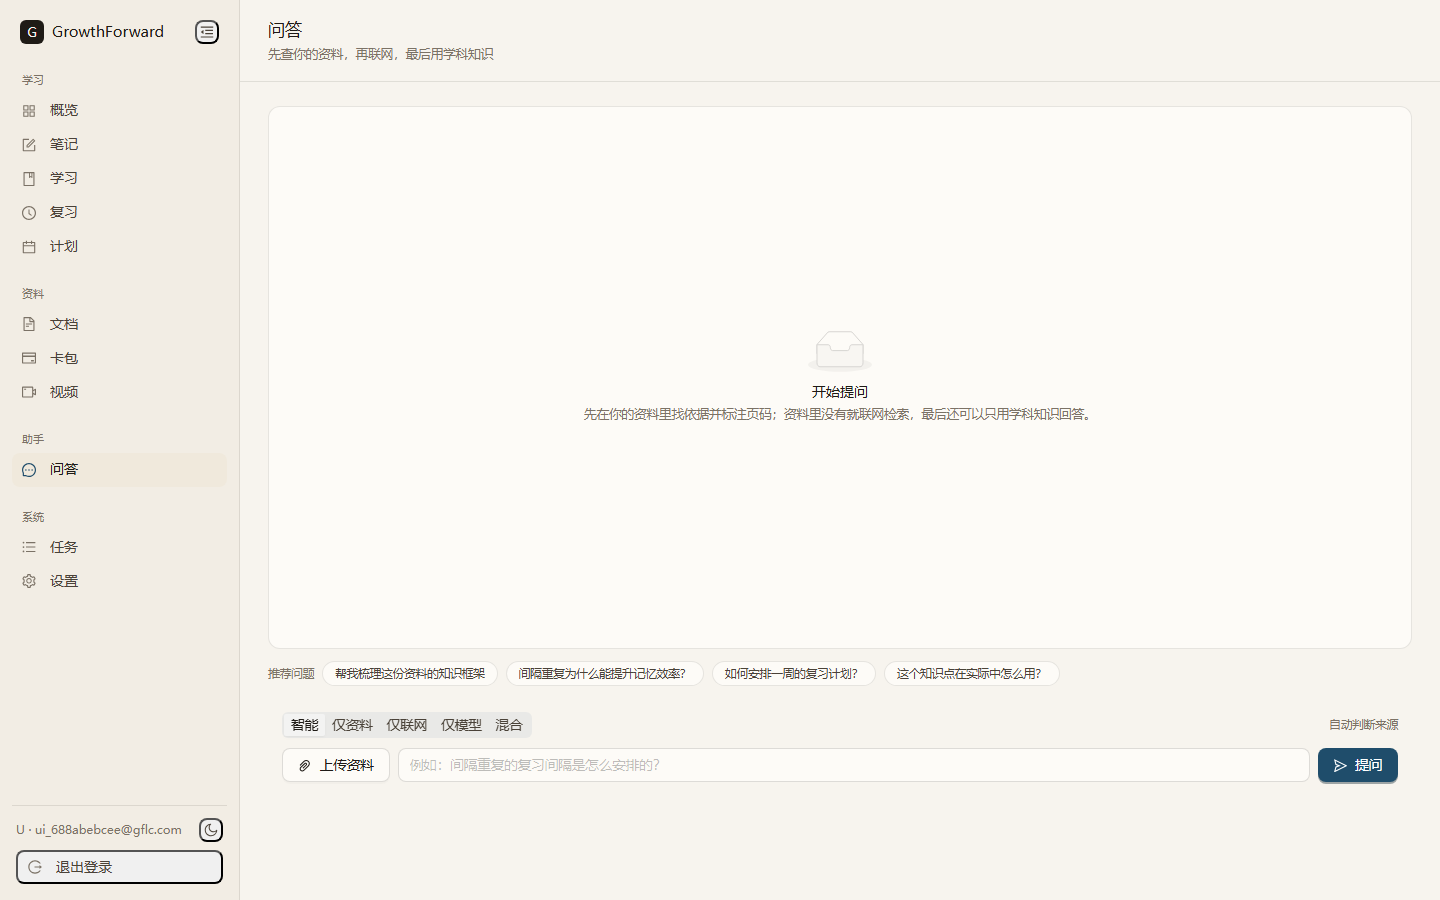 G GrowthForward
学习
概览
笔记
学习
复习
计划
资料
文档
卡包
视频
助手
问答
系统
任务
设置
U · ui_688abebcee@gflc.com
退出登录
问答
先查你的资料，再联网，最后用学科知识
开始提问
先在你的资料里找依据并标注页码；资料里没有就联网检索，最后还可以只用学科知识回答。
推荐问题 帮我梳理这份资料的知识框架 间隔重复为什么能提升记忆效率？ 如何安排一周的复习计划？ 这个知识点在实际中怎么用？
智能 仅资料 仅联网 仅模型 混合 自动判断来源
上传资料 例如：间隔重复的复习间隔是怎么安排的？ 提问